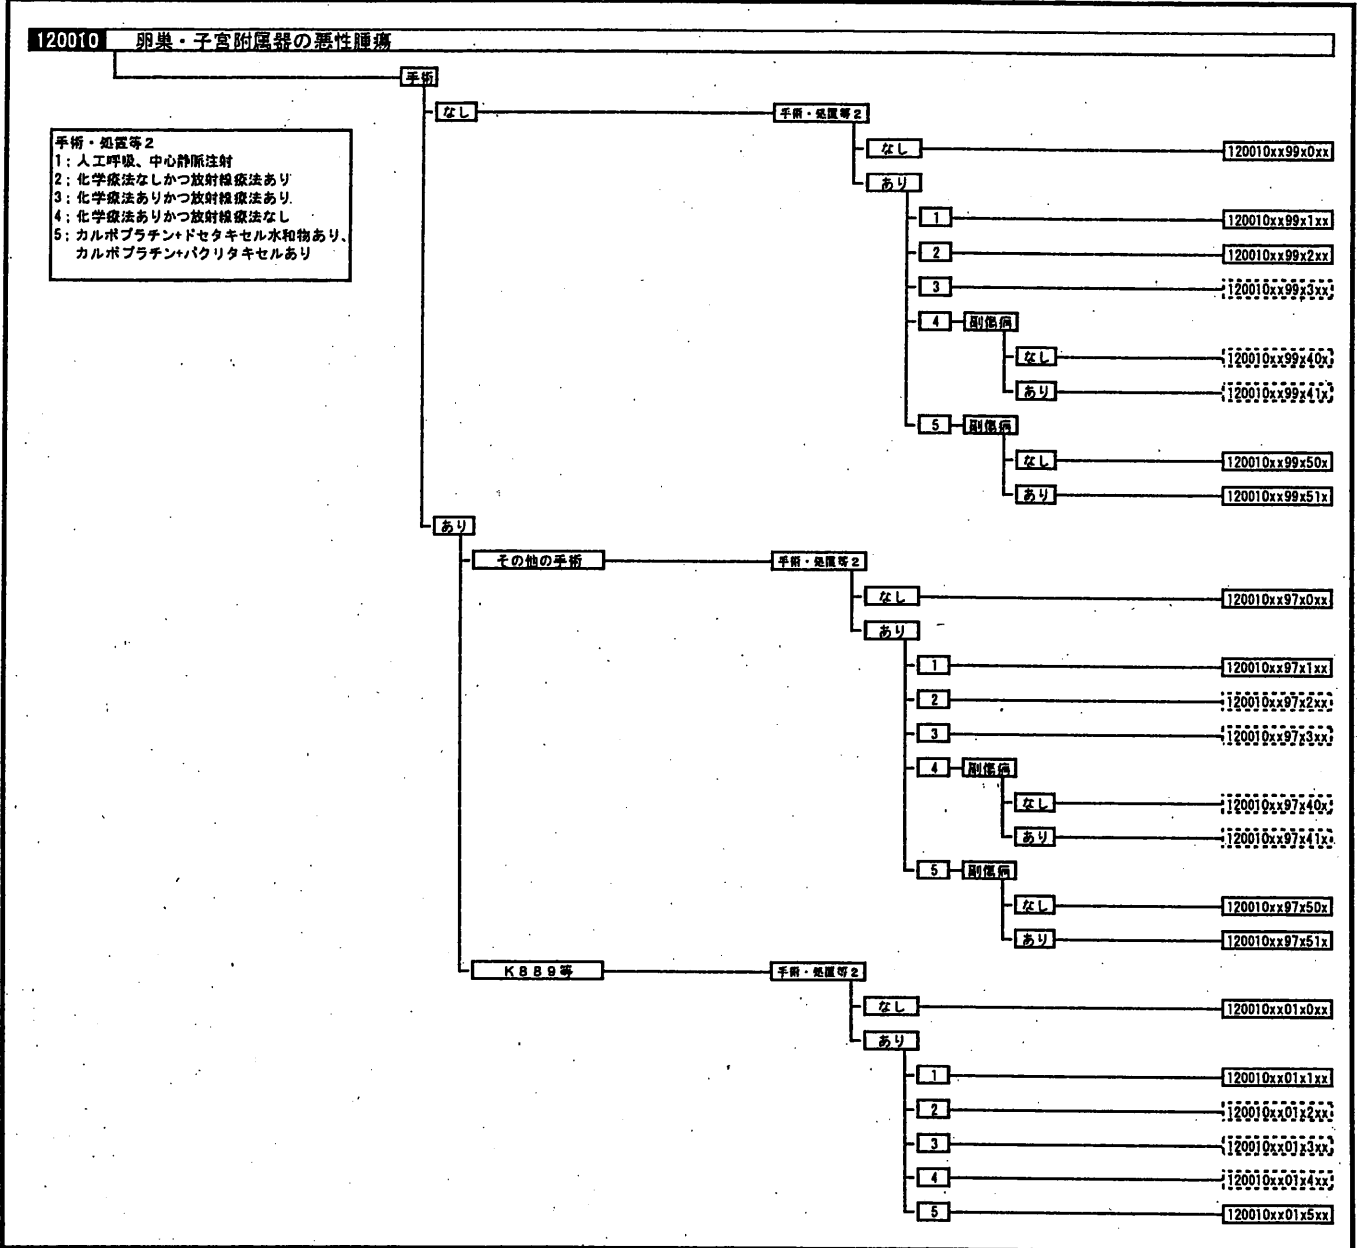 120010 卵巣・子宮附属器の悪性腫瘍
手術
なし
手術・処置等2
手術・処置等2
1;人工呼吸、中心静脈注射
2;化学療法なしかつ放射線療法あり
3;化学療法ありかつ放射線療法あり
4;化学療法ありかつ放射線療法なし
5;カルボプラチン+ドセタキセル水和物あり、
カルボプラチン+パクリタキセルあり
なし 120010xx99x0xx
あり
1 120010xx99x1xx
2 120010xx99x2xx
3 120010xx99x3xx
4 副傷病
なし 120010xx99x40x
あり 120010xx99x41x
5 副傷病
なし 120010xx99x50x
あり 120010xx99x51x
あり
その他の手術 手術・処置等2
なし 120010xx97x0xx
あり
1 120010xx97x1xx
2 120010xx97x2xx
3 120010xx97x3xx
4 副傷病
なし 120010xx97x40x
あり 120010xx97x41x
5 副傷病
なし 120010xx97x50x
あり 120010xx97x51x
K889等 手術・処置等2
なし 120010xx01x0xx
あり
1 120010xx01x1xx
2 120010xx01x2xx
3 120010xx01x3xx
4 120010xx01x4xx
5 120010xx01x5xx